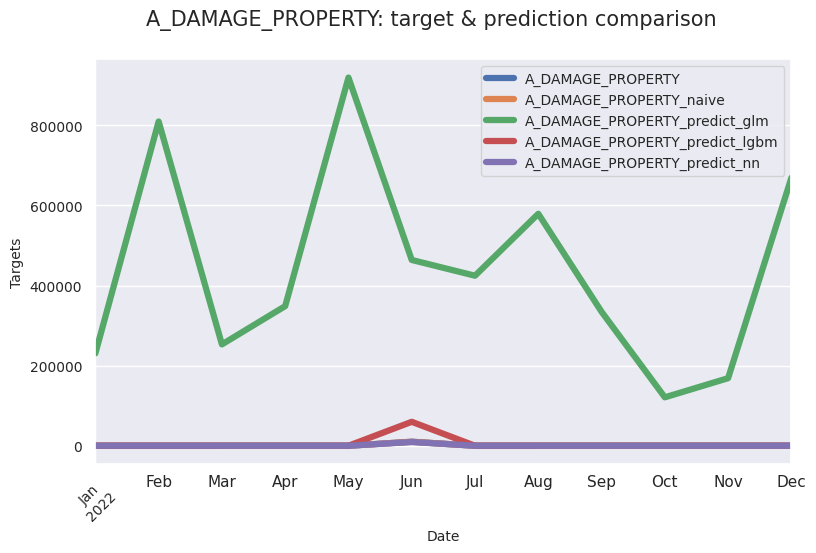 A_DAMAGE_PROPERTY: target & prediction comparison
A_DAMAGE_PROPERTY
A_DAMAGE_PROPERTY_naive
A_DAMAGE_PROPERTY_predict_glm
A_DAMAGE_PROPERTY_predict_lgbm
A_DAMAGE_PROPERTY_predict_nn
Targets
800000
600000
400000
200000
0
Jan
2022
Feb
Mar
Apr
May
Jun
Jul
Aug
Sep
Oct
Nov
Dec
Date